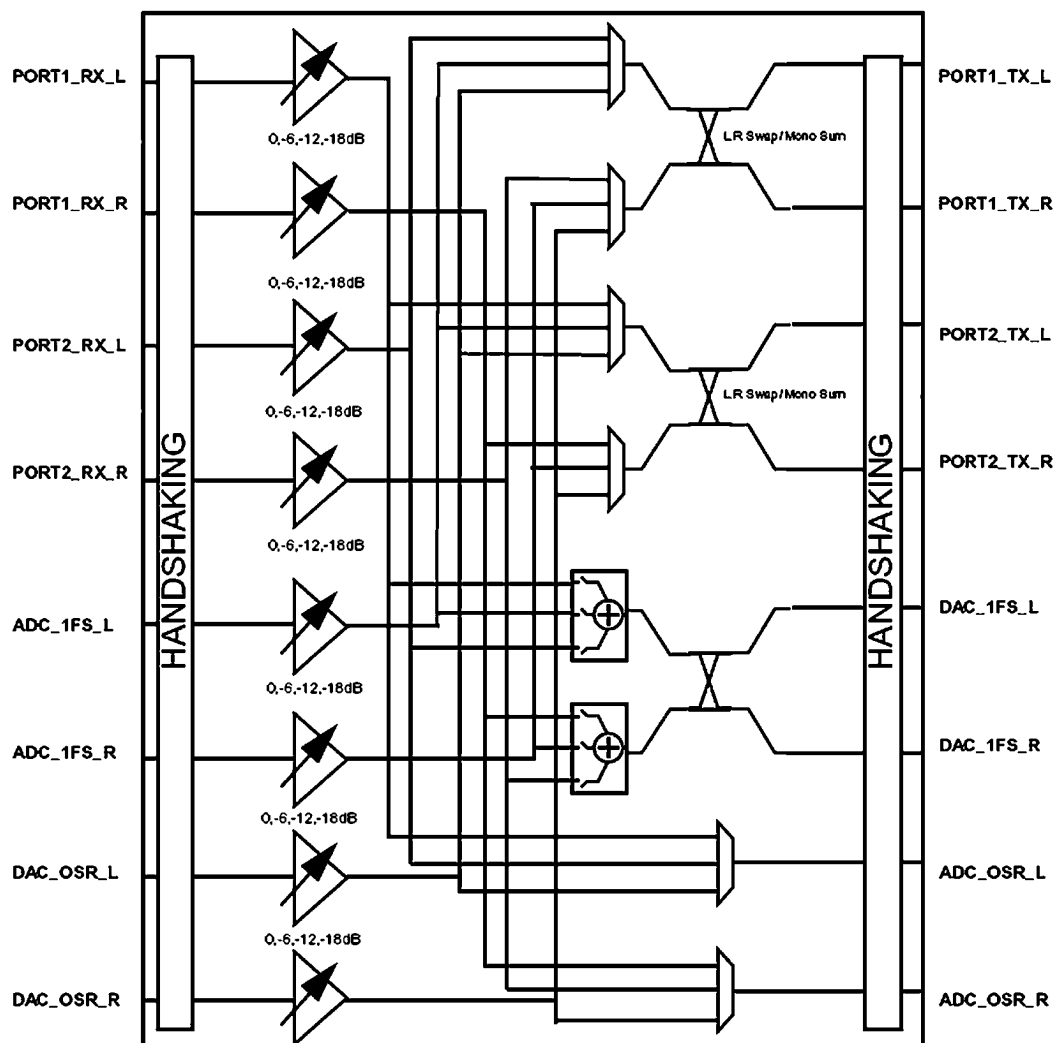 PORT1_RX_L
PORT1_RX_R
PORT2_RX_L
PORT2_RX_R
ADC_1FS_L
ADC_1FS_R
DAC_OSR_L
DAC_OSR_R
HANDSHAKING
0,-6,-12,-18dB
0,-6,-12,-18dB
0,-6,-12,-18dB
0,-6,-12,-18dB
0,-6,-12,-18dB
0,-6,-12,-18dB
0,-6,-12,-18dB
LR Swap/Mono Sum
LR Swap/Mono Sum
HANDSHAKING
PORT1_TX_L
PORT1_TX_R
PORT2_TX_L
PORT2_TX_R
DAC_1FS_L
DAC_1FS_R
ADC_OSR_L
ADC_OSR_R